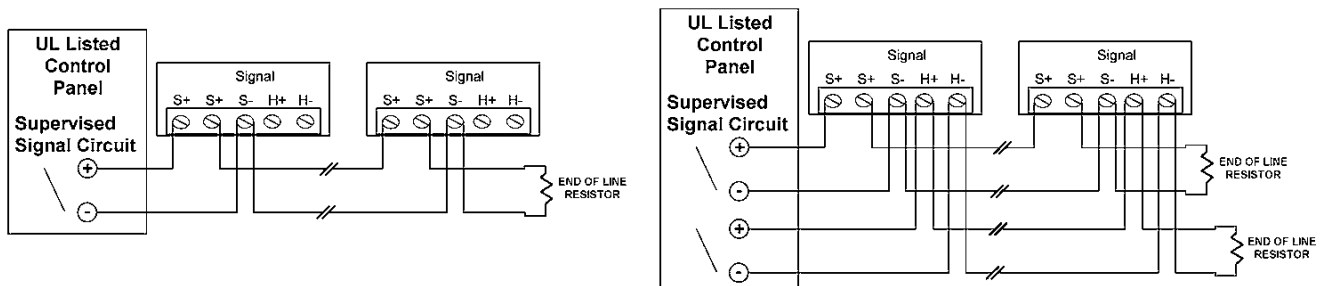 UL Listed
Control
Panel
Supervised
Signal Circuit
+
-
Signal
S+ S+ S- H+ H-
Signal
S+ S+ S- H+ H-
END OF LINE
RESISTOR
UL Listed
Control
Panel
Supervised
Signal Circuit
+
-
+
-
Signal
S+ S+ S- H+ H-
Signal
S+ S+ S- H+ H-
END OF LINE
RESISTOR
END OF LINE
RESISTOR